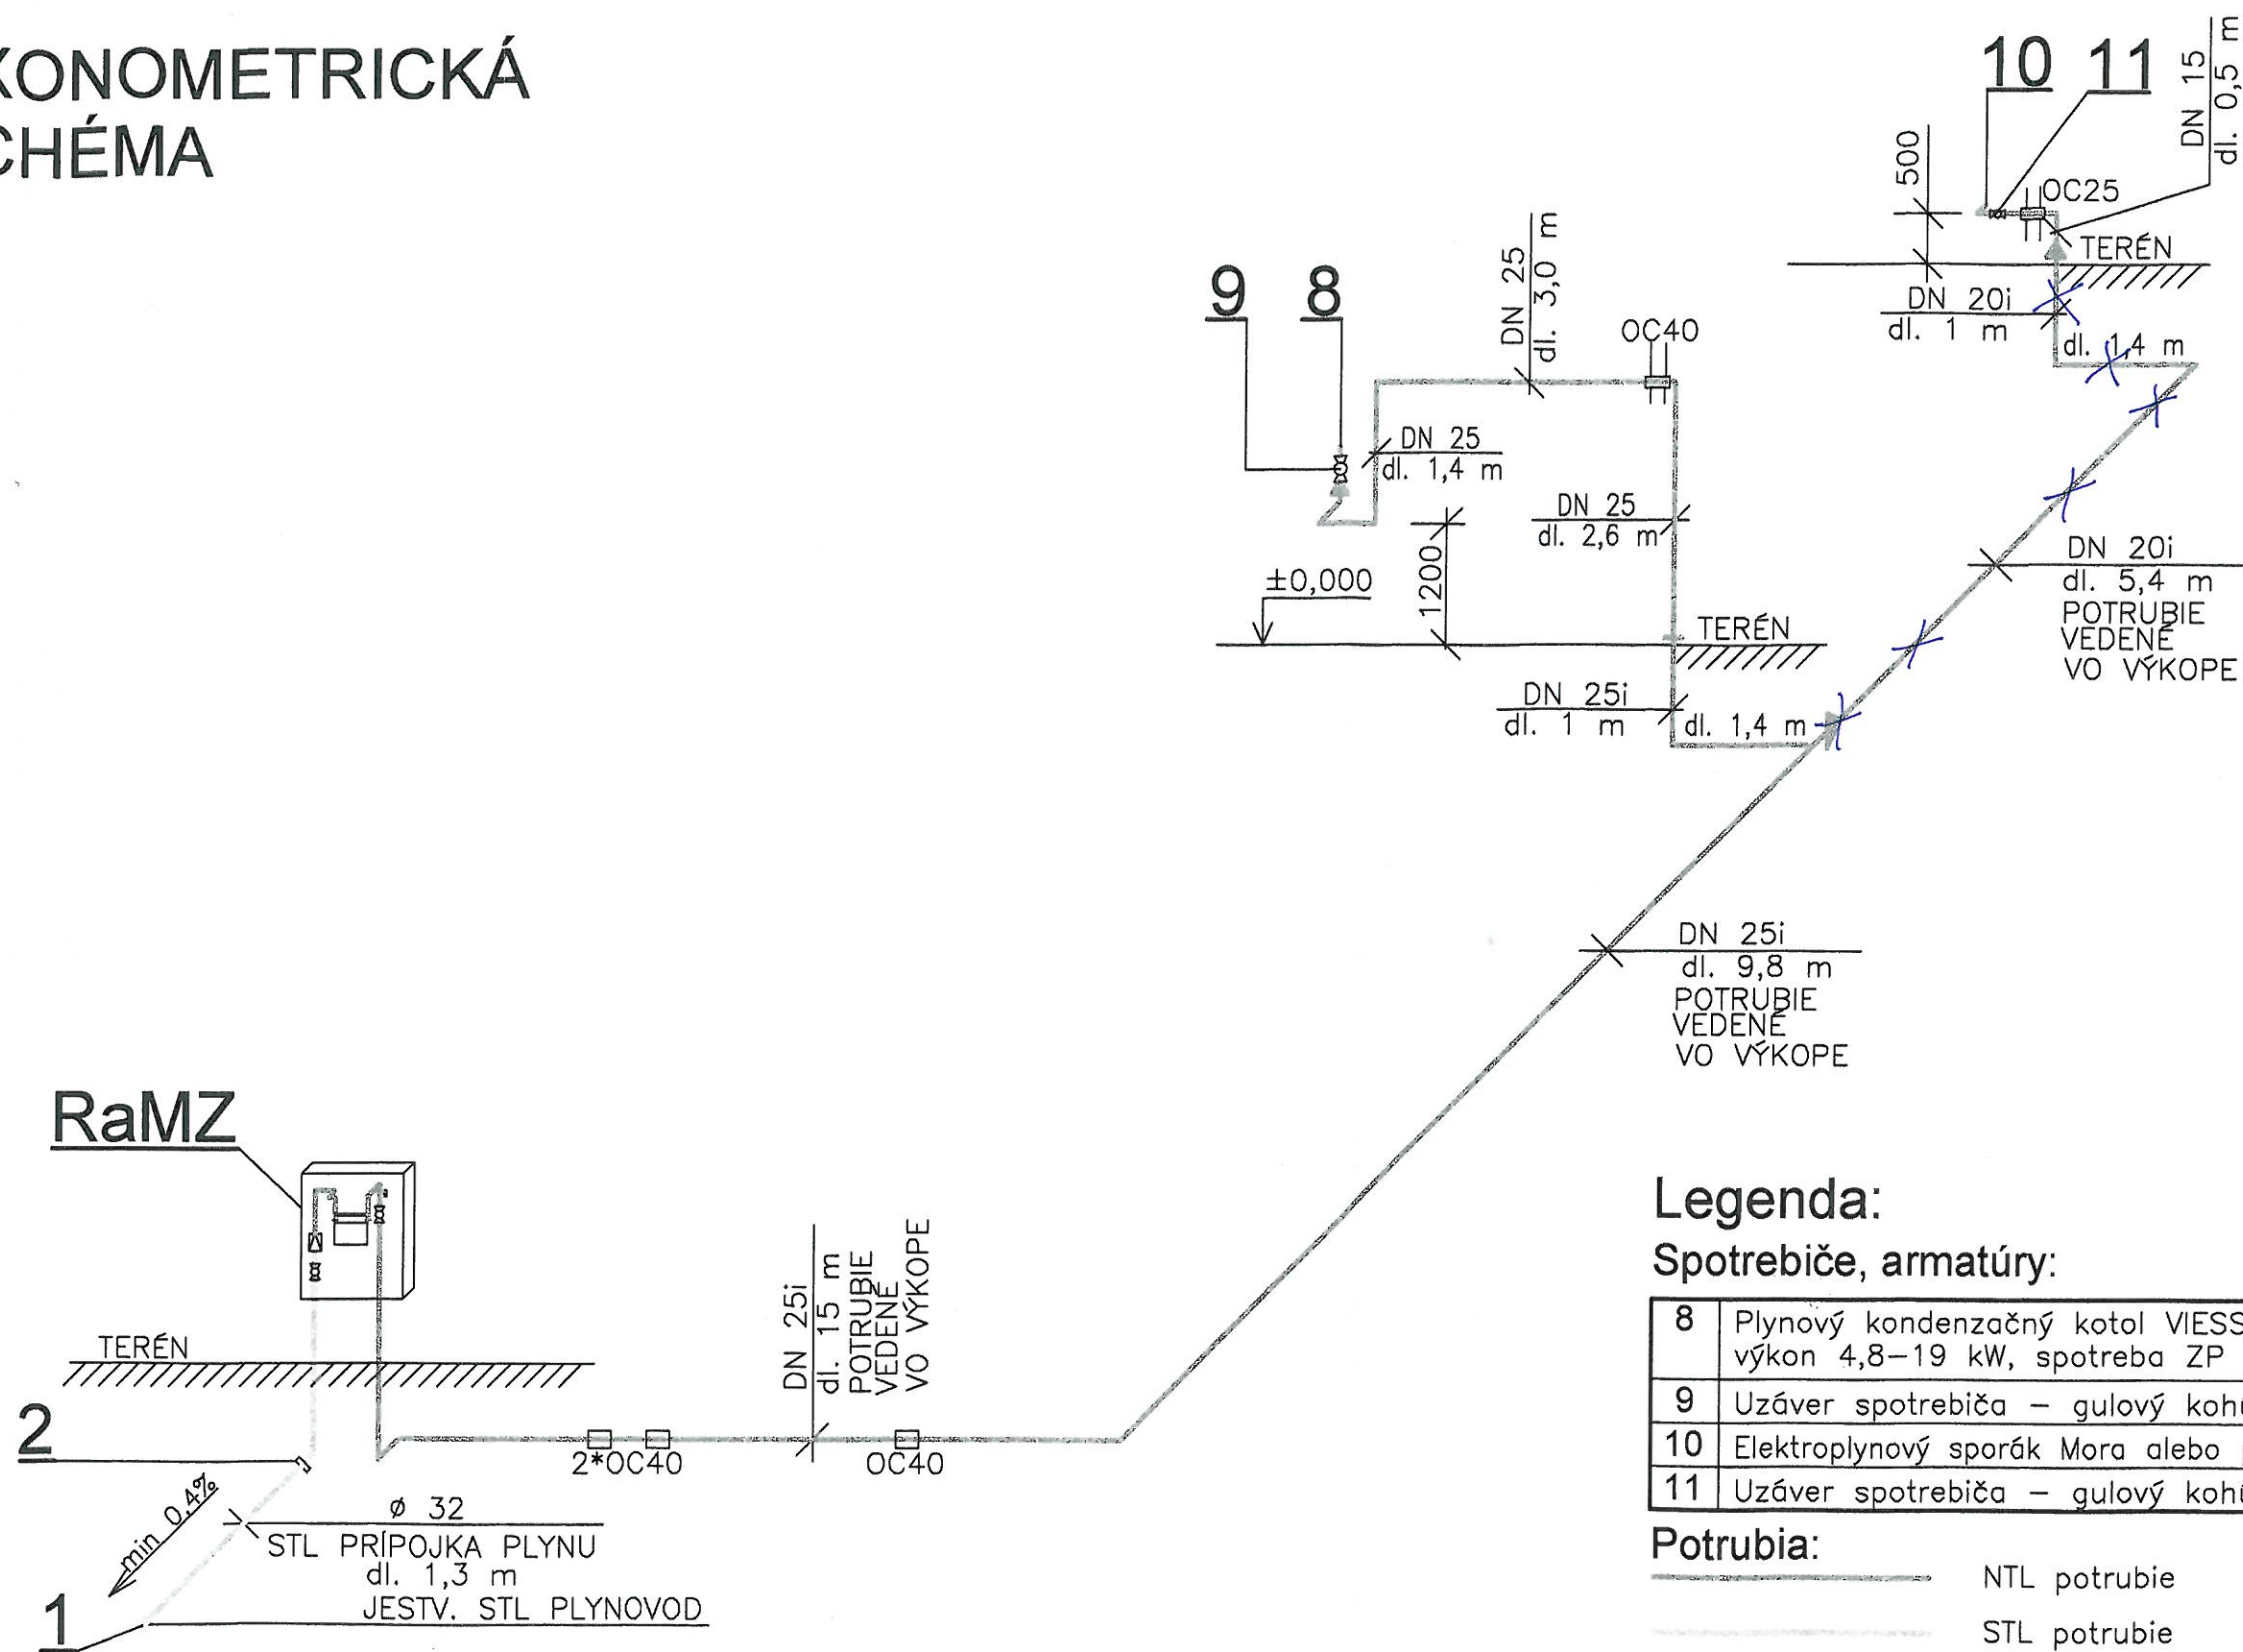 XONOMETRICKÁ
CHÉMA
10 11
DN 15
dl. 0,5 m
500
OC25
TERÉN
DN 20i
dl. 1 m
dl. 1,4 m
9 8
DN 25
dl. 3,0 m
OC40
DN 25
dl. 1,4 m
DN 25
dl. 2,6 m
1200
±0,000
TERÉN
DN 25i
dl. 1 m
dl. 1,4 m
DN 20i
dl. 5,4 m
POTRUBIE
VEDENÉ
VO VÝKOPE
DN 25i
dl. 9,8 m
POTRUBIE
VEDENÉ
VO VÝKOPE
RaMZ
TERÉN
DN 25i
dl. 15 m
POTRUBIE
VEDENÉ
VO VÝKOPE
2*OC40
OC40
2
min 0,4%
ø 32
STL PRÍPOJKA PLYNU
dl. 1,3 m
JESTV. STL PLYNOVOD
1
Legenda:
Spotrebiče, armatúry:
8 Plynový kondenzačný kotol VIESS
výkon 4,8-19 kW, spotreba ZP
9 Uzáver spotrebiča - gulový koh
10 Elektroplynový sporák Mora alebo
11 Uzáver spotrebiča - gulový koh
Potrubia:
NTL potrubie
STL potrubie